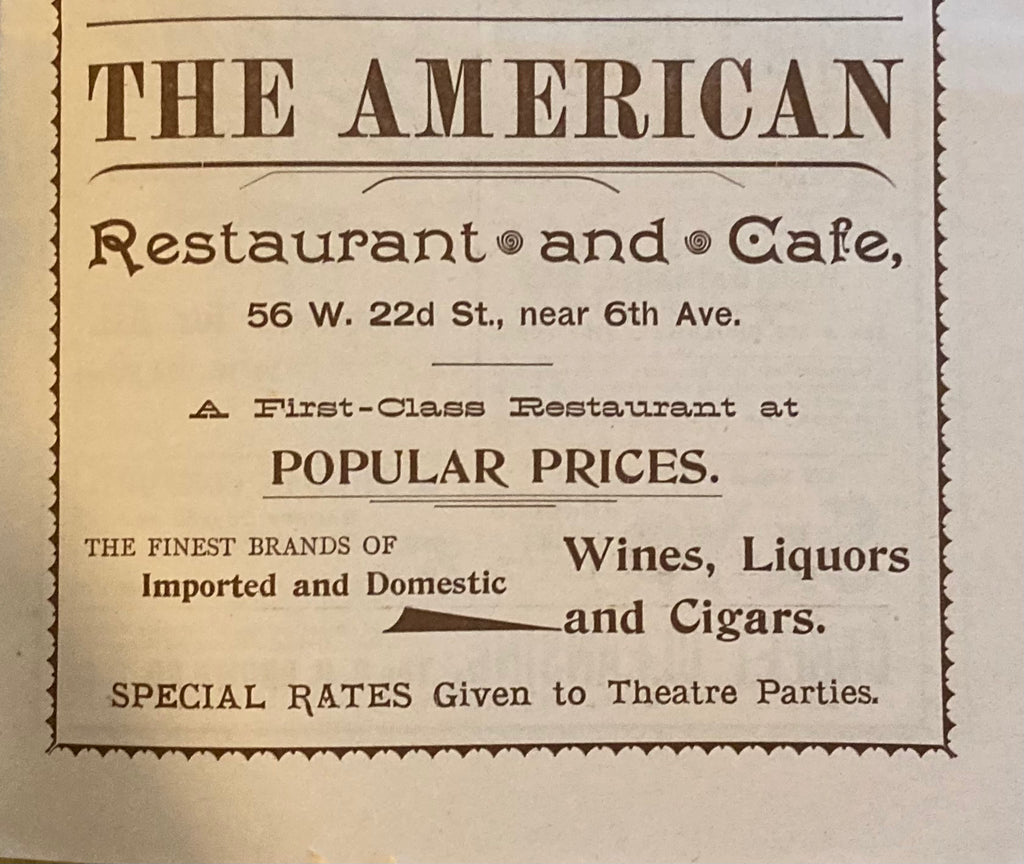 THE AMERICAN
Restaurant and Cafe,
56 W. 22d St., near 6th Ave.
A First-Class Restaurant at
POPULAR PRICES.
THE FINEST BRANDS OF
Imported and Domestic
Wines, Liquors
and Cigars.
SPECIAL RATES Given to Theatre Parties.